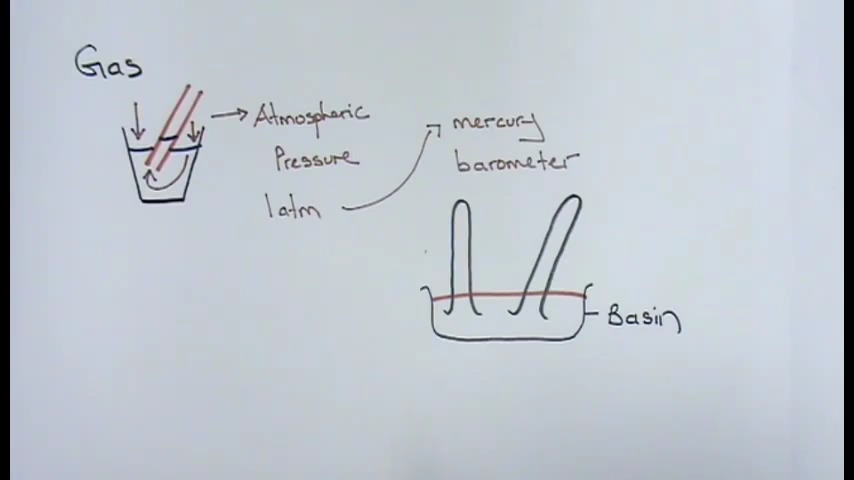 Gas
Atmospheric
Pressure
1atm
mercury
barometer
Basin